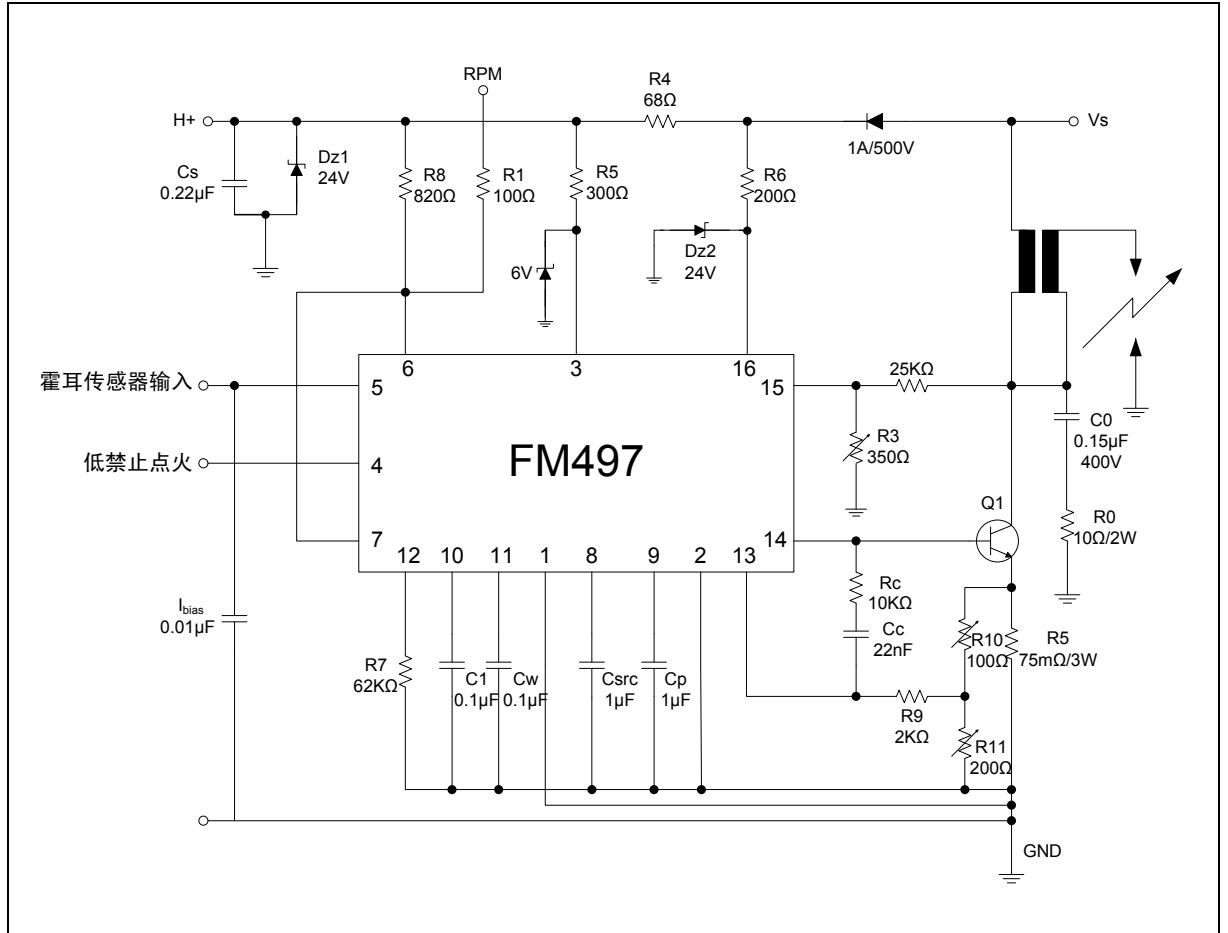 RPM
H+
R4
68Ω
Vs
1A/500V
Cs
0.22μF
Dz1
24V
R8
820Ω
R1
100Ω
R5
300Ω
R6
200Ω
6V
Dz2
24V
霍耳传感器输入
低禁止点火
5
6
3
16
15
4
7
FM497
14
12
10
11
1
8
9
2
13
25KΩ
R3
350Ω
C0
0.15μF
400V
Q1
R0
10Ω/2W
Ibias
0.01μF
R7
62KΩ
C1
0.1μF
Cw
0.1μF
Csrc
1μF
Cp
1μF
Rc
10KΩ
Cc
22nF
R10
100Ω
R5
75mΩ/3W
R9
2KΩ
R11
200Ω
GND